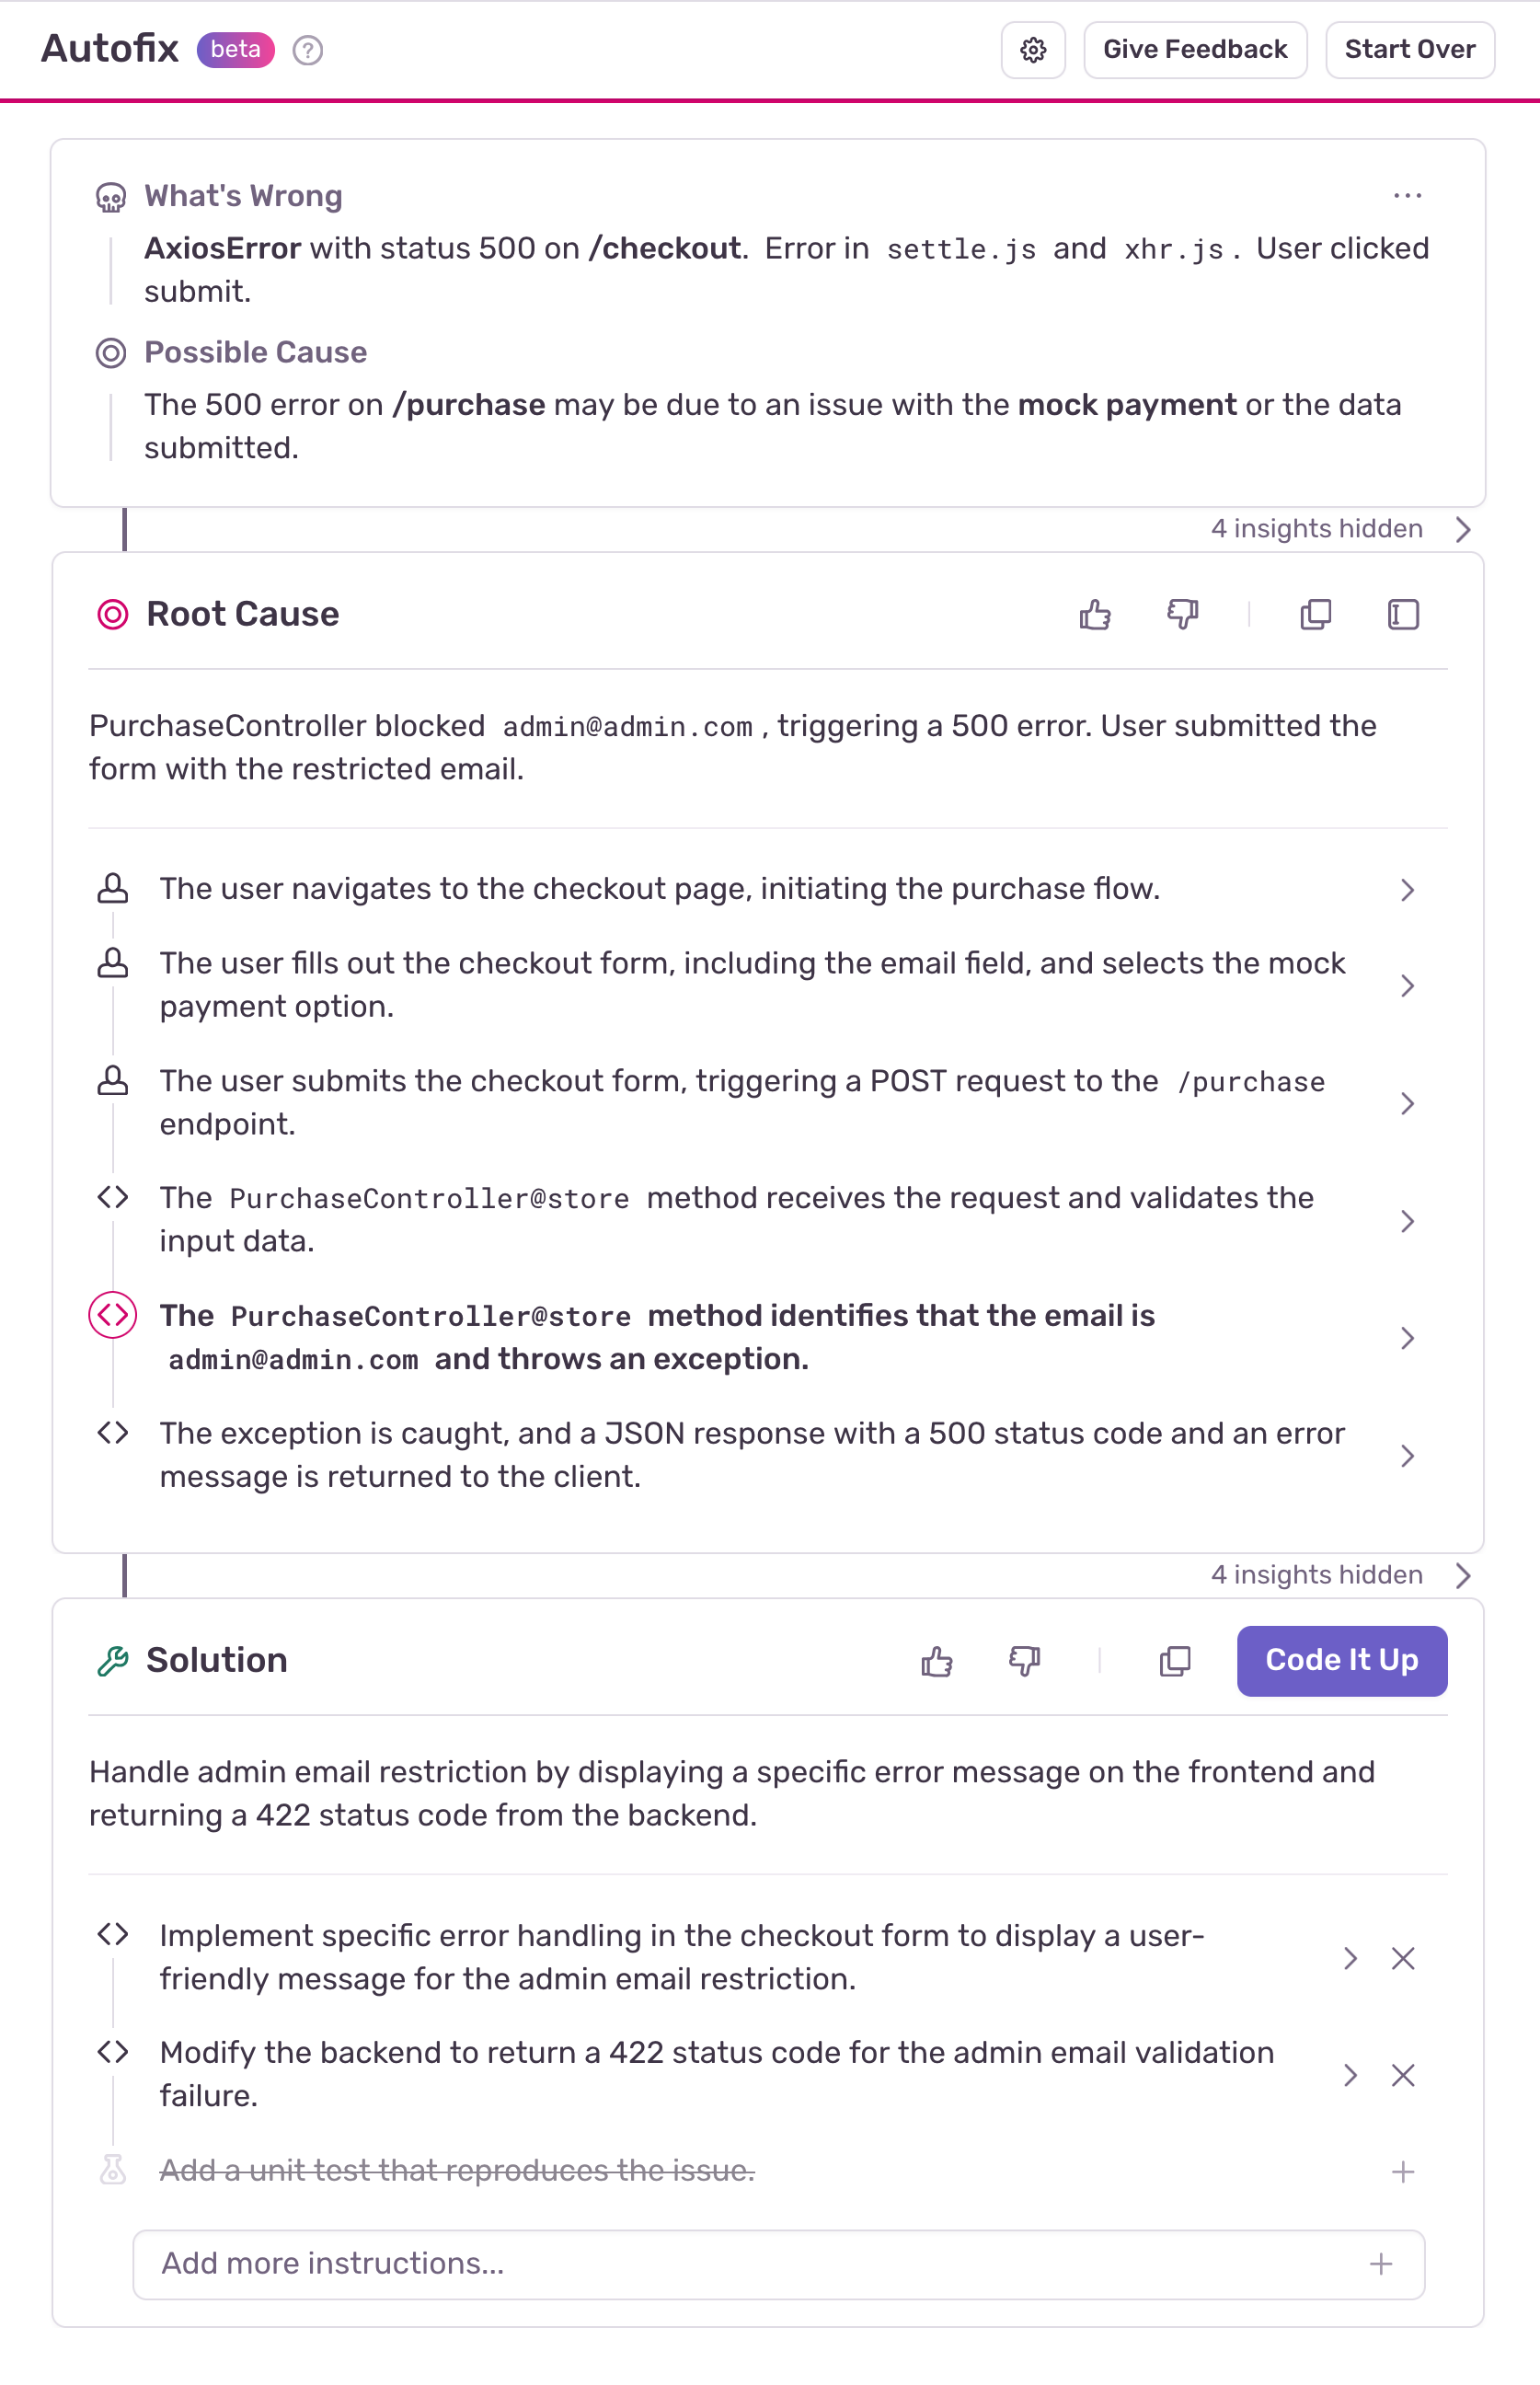 Autofix beta ?
Give Feedback
Start Over
What's Wrong
...
AxiosError with status 500 on /checkout. Error in settle.js and xhr.js. User clicked
submit.
Possible Cause
The 500 error on /purchase may be due to an issue with the mock payment or the data
submitted.
4 insights hidden
Root Cause
PurchaseController blocked admin@admin.com, triggering a 500 error. User submitted the
form with the restricted email.
The user navigates to the checkout page, initiating the purchase flow.
The user fills out the checkout form, including the email field, and selects the mock
payment option.
The user submits the checkout form, triggering a POST request to the /purchase
endpoint.
The PurchaseController@store method receives the request and validates the
input data.
The PurchaseController@store method identifies that the email is
admin@admin.com and throws an exception.
The exception is caught, and a JSON response with a 500 status code and an error
message is returned to the client.
4 insights hidden
Solution
Code It Up
Handle admin email restriction by displaying a specific error message on the frontend and
returning a 422 status code from the backend.
Implement specific error handling in the checkout form to display a user-
friendly message for the admin email restriction.
Modify the backend to return a 422 status code for the admin email validation
failure.
Add a unit test that reproduces the issue.
Add more instructions...